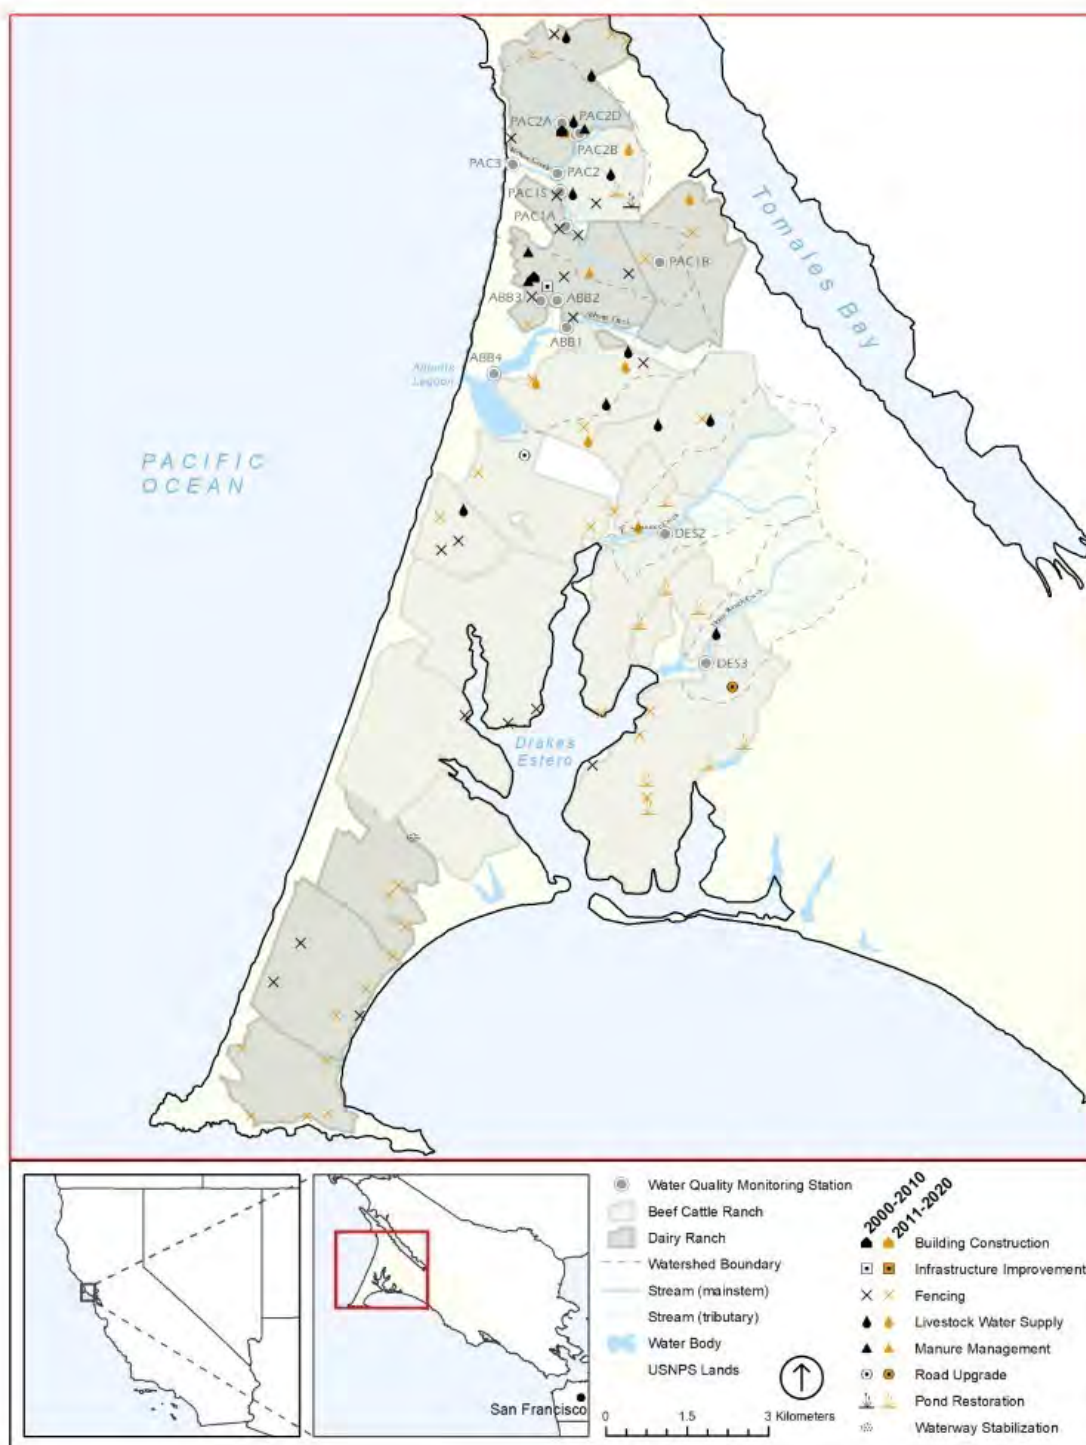 PAC2A
PAC2D
PAC2B
PAC3
PAC2
PAC1S
PAC1A
PAC1B
Tomales Bay
ABB3
ABB2
ABB1
ABB4
Lagoon
PACIFIC
OCEAN
DES2
DES3
Drakes
Estero
San Francisco
Water Quality Monitoring Station
Beef Cattle Ranch
Dairy Ranch
Watershed Boundary
Stream (mainstem)
Stream (tributary)
Water Body
USNPS Lands
0 1.5 3 Kilometers
2000-2010
2011-2020
Building Construction
Infrastructure Improvement
Fencing
Livestock Water Supply
Manure Management
Road Upgrade
Pond Restoration
Waterway Stabilization